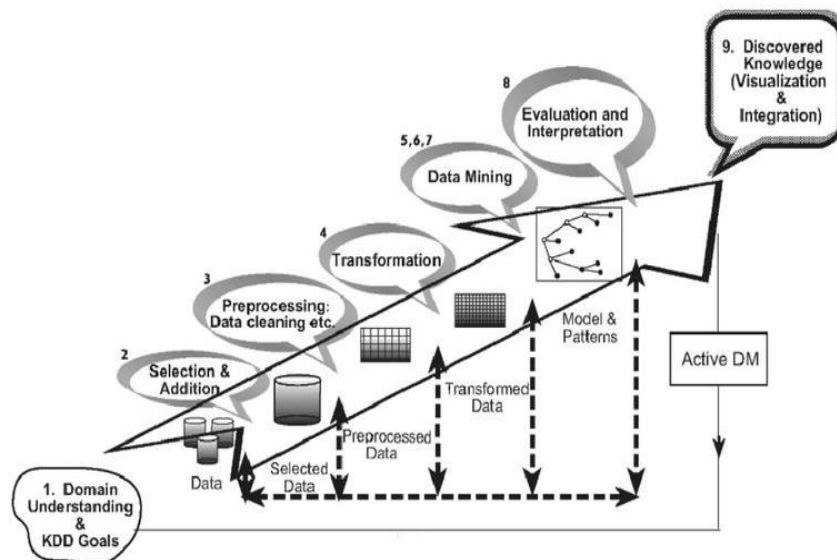 9. Discovered
Knowledge
(Visualization
&
Integration)
8
Evaluation and
Interpretation
5,6,7
Data Mining
4
Transformation
3
Preprocessing:
Data cleaning etc.
2
Selection &
Addition
Data
Selected
Data
Preprocessed
Data
Transformed
Data
Model &
Patterns
Active DM
1. Domain
Understanding
&
KDD Goals